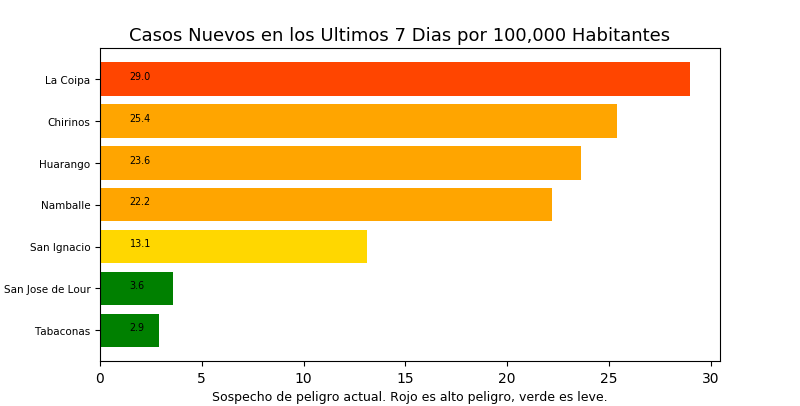 Casos Nuevos en los Ultimos 7 Dias por 100,000 Habitantes
La Coipa 29.0
Chirinos 25.4
Huarango 23.6
Namballe 22.2
San Ignacio 13.1
San Jose de Lour 3.6
Tabaconas 2.9
0 5 10 15 20 25 30
Sospecho de peligro actual. Rojo es alto peligro, verde es leve.